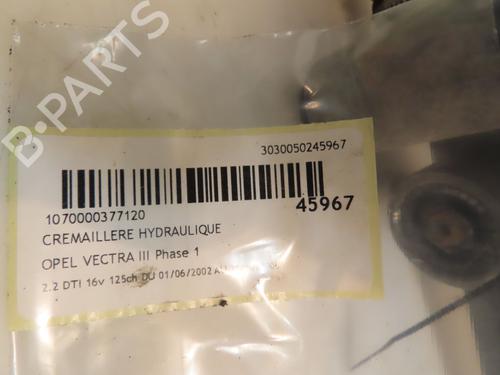 B-PARTS
3030050245967
1070000377120
45967
CREMAILLERE HYDRAULIQUE
OPEL VECTRA III Phase 1
2.2 DTI 16v 125ch DU 01/06/2002